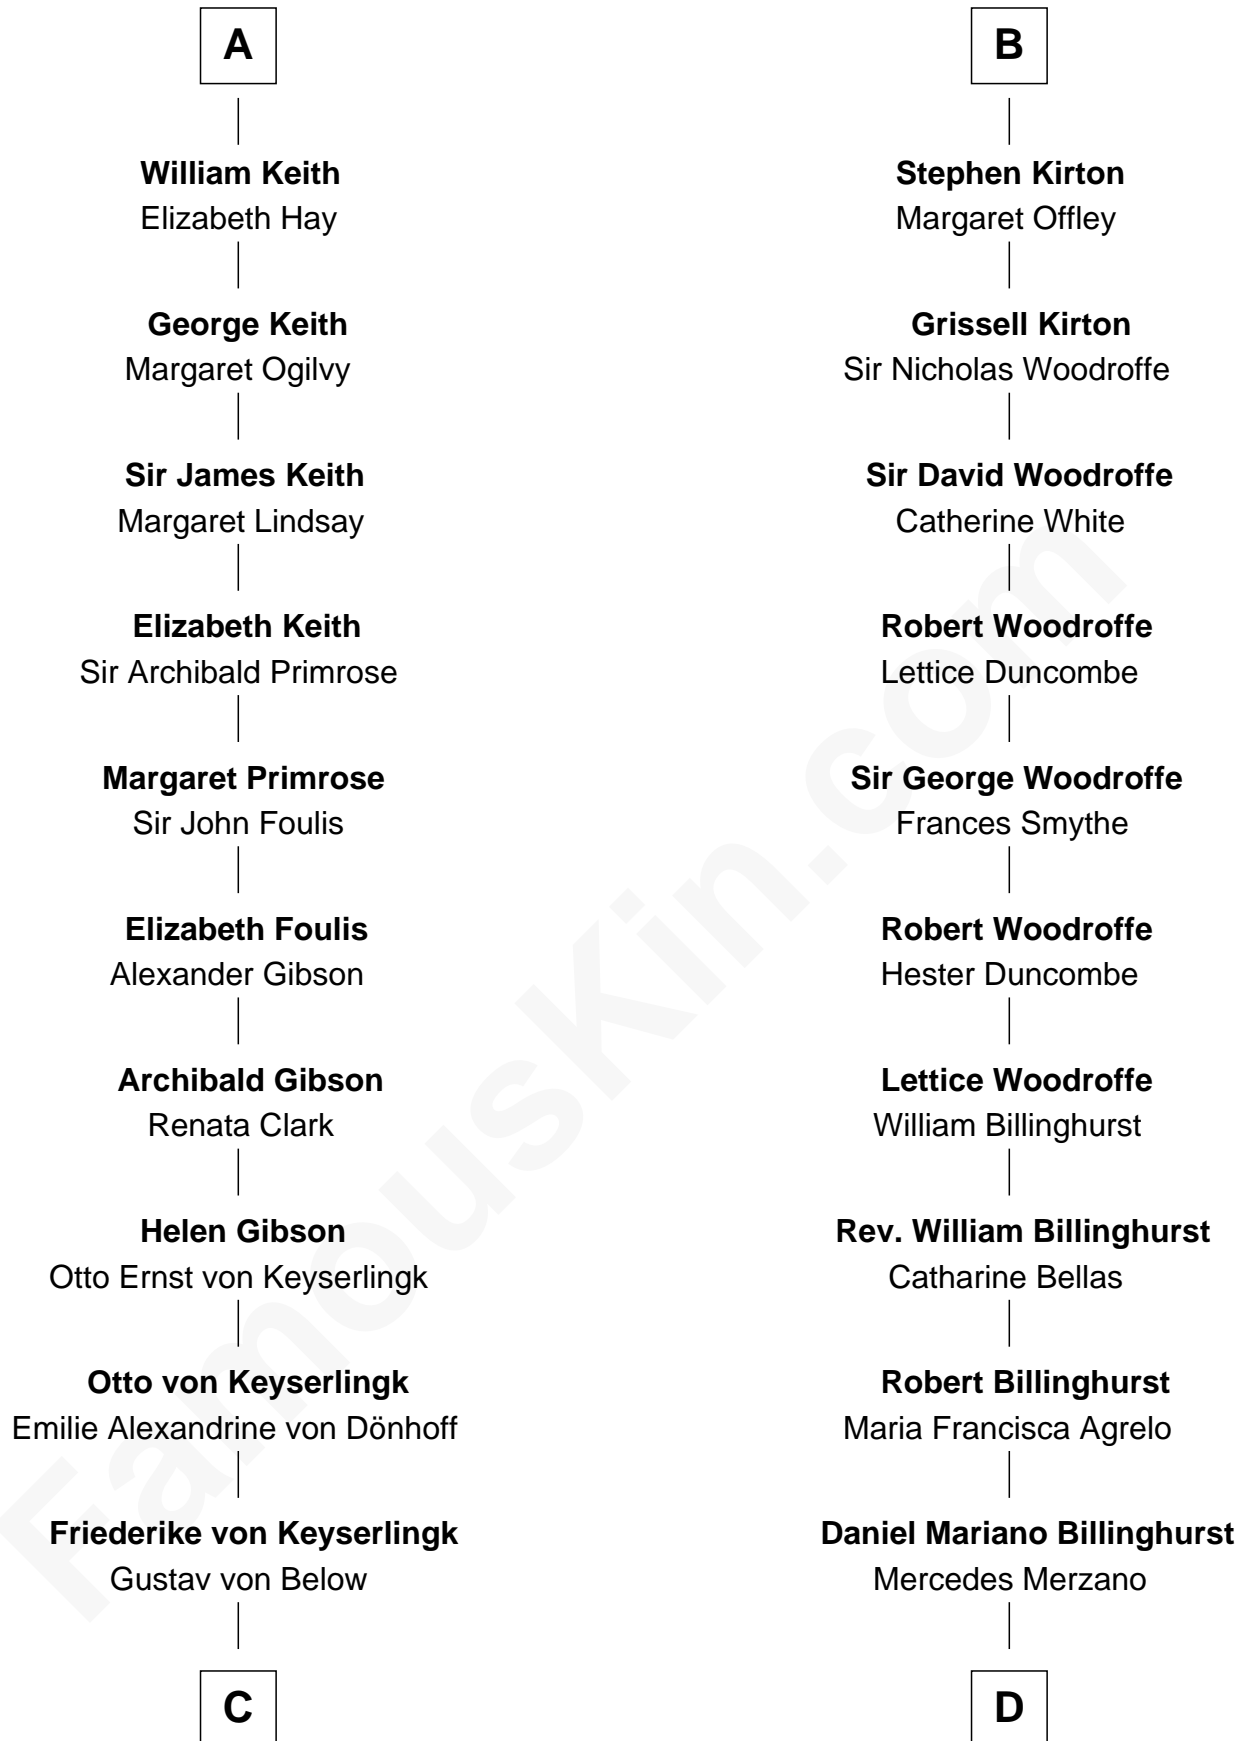 A
William Keith
Elizabeth Hay
George Keith
Margaret Ogilvy
Sir James Keith
Margaret Lindsay
Elizabeth Keith
Sir Archibald Primrose
Margaret Primrose
Sir John Foulis
Elizabeth Foulis
Alexander Gibson
Archibald Gibson
Renata Clark
Helen Gibson
Otto Ernst von Keyserlingk
Otto von Keyserlingk
Emilie Alexandrine von Dönhoff
Friederike von Keyserlingk
Gustav von Below
C
B
Stephen Kirton
Margaret Offley
Grissell Kirton
Sir Nicholas Woodroffe
Sir David Woodroffe
Catherine White
Robert Woodroffe
Lettice Duncombe
Sir George Woodroffe
Frances Smythe
Robert Woodroffe
Hester Duncombe
Lettice Woodroffe
William Billinghurst
Rev. William Billinghurst
Catharine Bellas
Robert Billinghurst
Maria Francisca Agrelo
Daniel Mariano Billinghurst
Mercedes Merzano
D
FamousKin.com